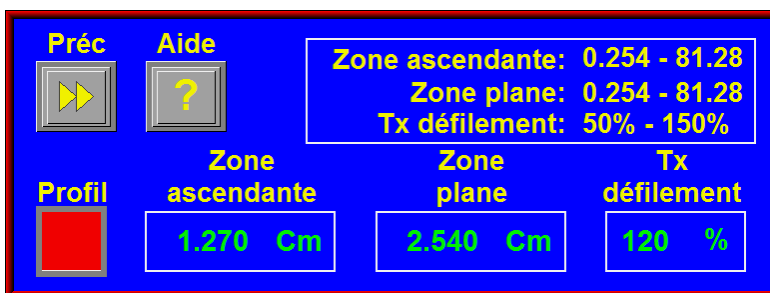 Préc
Aide
?
Zone ascendante: 0.254 - 81.28
Zone plane: 0.254 - 81.28
Tx défilement: 50% - 150%
Profil
Zone
ascendante
1.270 Cm
Zone
plane
2.540 Cm
Tx
défilement
120 %